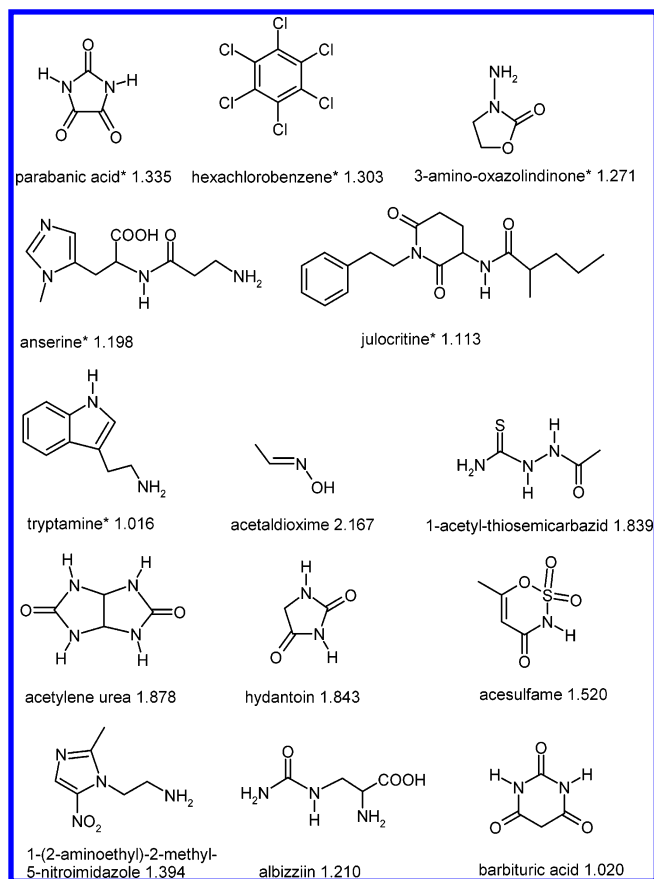 O
H N N H
O O
Cl
Cl Cl
Cl Cl
Cl
NH2
N O
O
parabanic acid* 1.335
hexachlorobenzene* 1.303
3-amino-oxazolindinone* 1.271
N
N
COOH O
N
H
NH2
O
N
O
O
N
H
anserine* 1.198
julocritine* 1.113
H
N
NH2
N
OH
S
H
N
H2N N
H
O
tryptamine* 1.016
acetaldioxime 2.167
1-acetyl-thiosemicarbazid 1.839
H H
N N
O O
N N
H H
H
N
O
N
O H
O
O S O
N
H
O
acetylene urea 1.878
hydantoin 1.843
acesulfame 1.520
N
N
NH2
NO2
O
H2N N
H
COOH
NH2
O
H N N H
O O
1-(2-aminoethyl)-2-methyl-
5-nitroimidazole 1.394
albizziin 1.210
barbituric acid 1.020